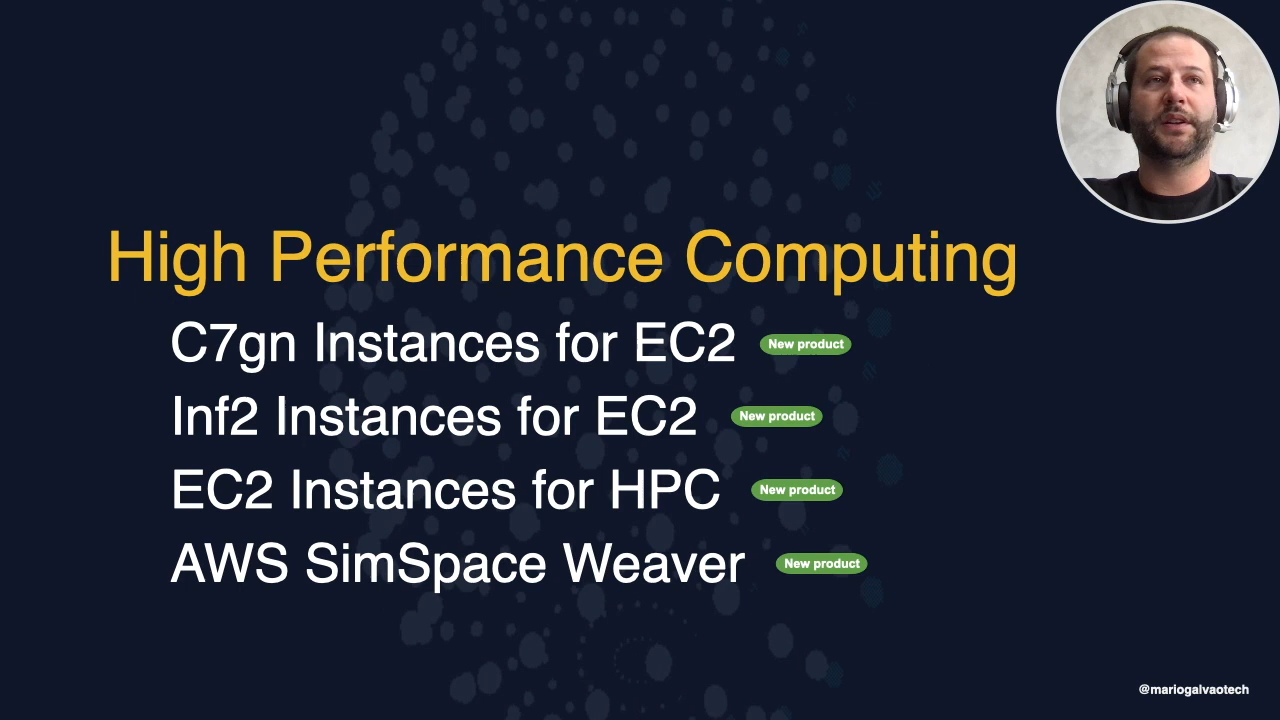 High Performance Computing
C7gn Instances for EC2 New product
Inf2 Instances for EC2 New product
EC2 Instances for HPC New product
AWS SimSpace Weaver New product
@mariogalvaotech